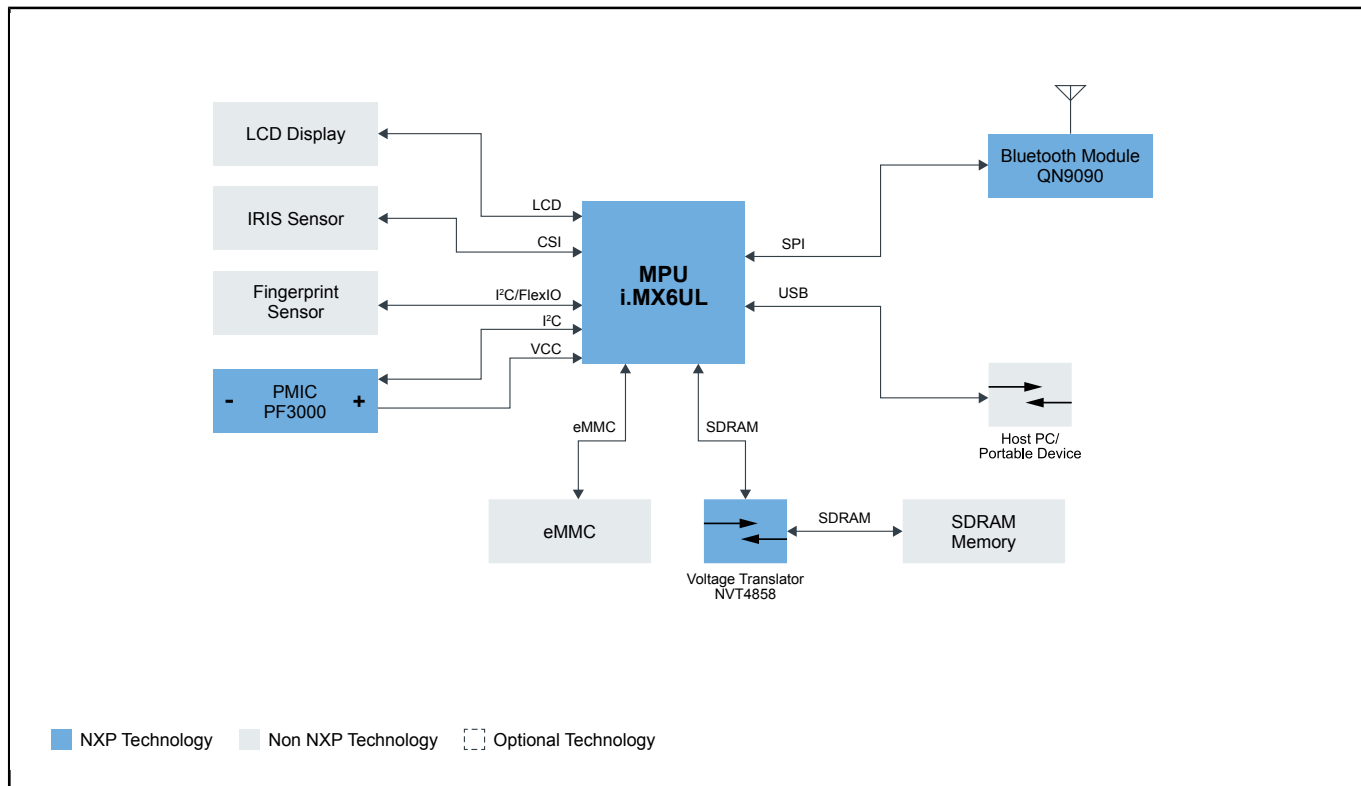 LCD Display
IRIS Sensor
Fingerprint
Sensor
- PMIC +
PF3000
LCD
CSI
I²C/FlexIO
I²C
VCC
MPU
i.MX6UL
SPI
USB
Bluetooth Module
QN9090
Host PC/
Portable Device
eMMC
SDRAM
eMMC
SDRAM
SDRAM
Memory
Voltage Translator
NVT4858
NXP Technology
Non NXP Technology
Optional Technology